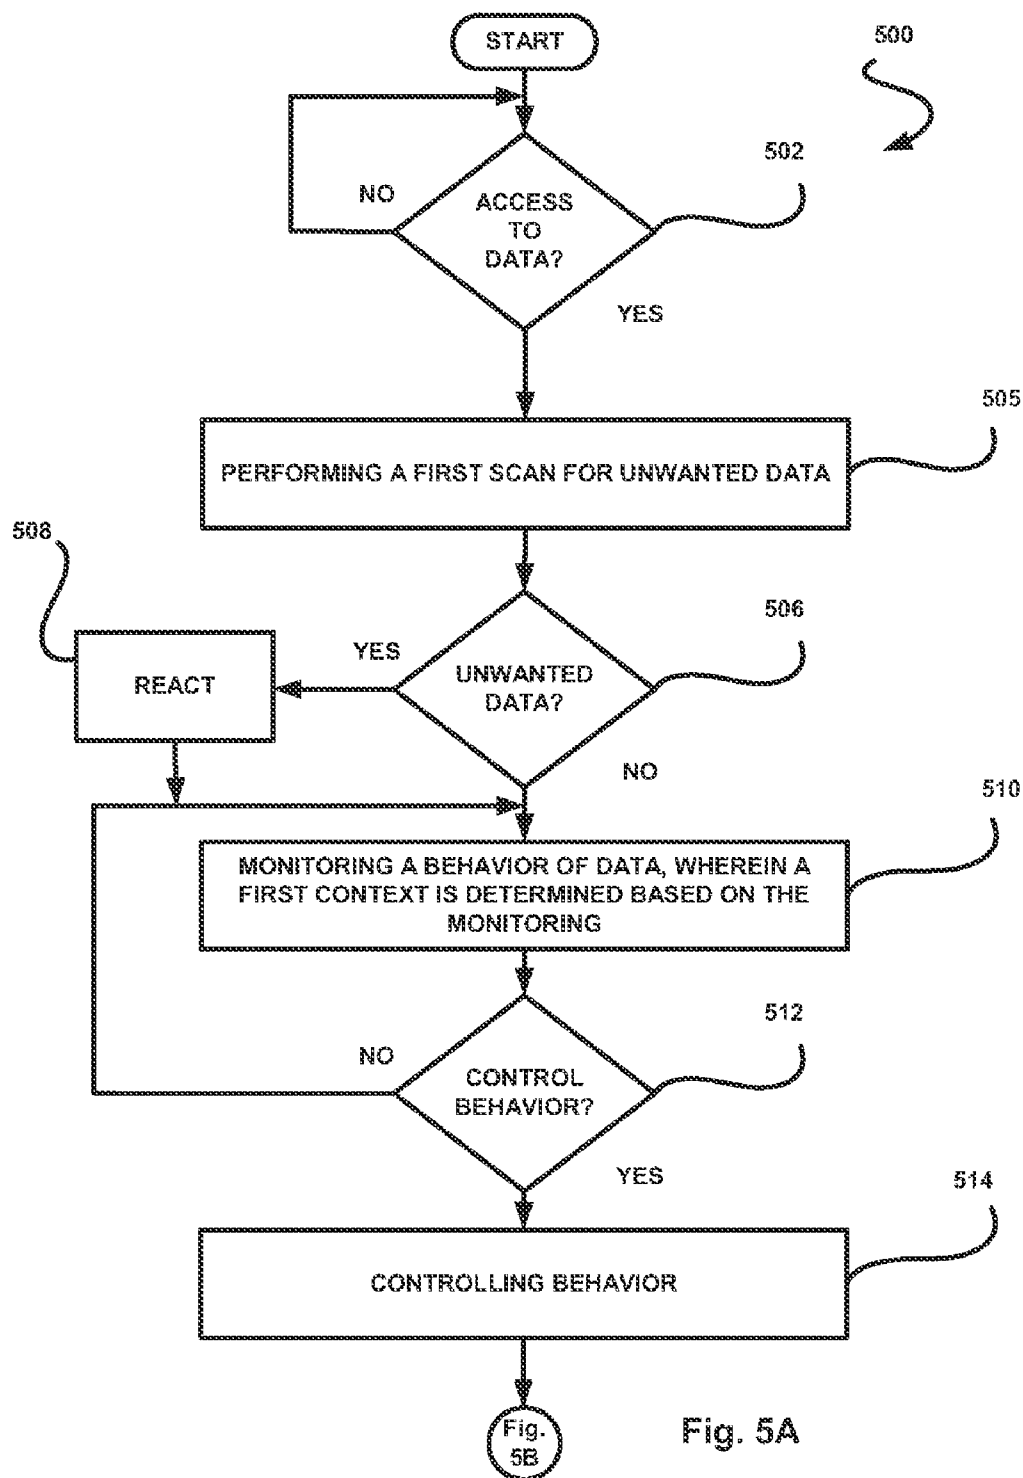 START
500
502
NO
ACCESS
TO
DATA?
YES
505
PERFORMING A FIRST SCAN FOR UNWANTED DATA
508
506
YES
REACT
UNWANTED
DATA?
NO
510
MONITORING A BEHAVIOR OF DATA, WHEREIN A
FIRST CONTEXT IS DETERMINED BASED ON THE
MONITORING
512
NO
CONTROL
BEHAVIOR?
YES
514
CONTROLLING BEHAVIOR
Fig.
5B
Fig. 5A